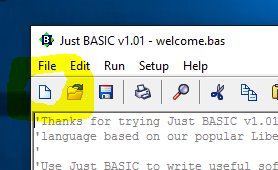 Just BASIC v1.01 - welcome.bas
File Edit Run Setup Help
'Thanks for trying Just BASIC v1.01
'language based on our popular Libe
'
'Use Just BASIC to write useful sof